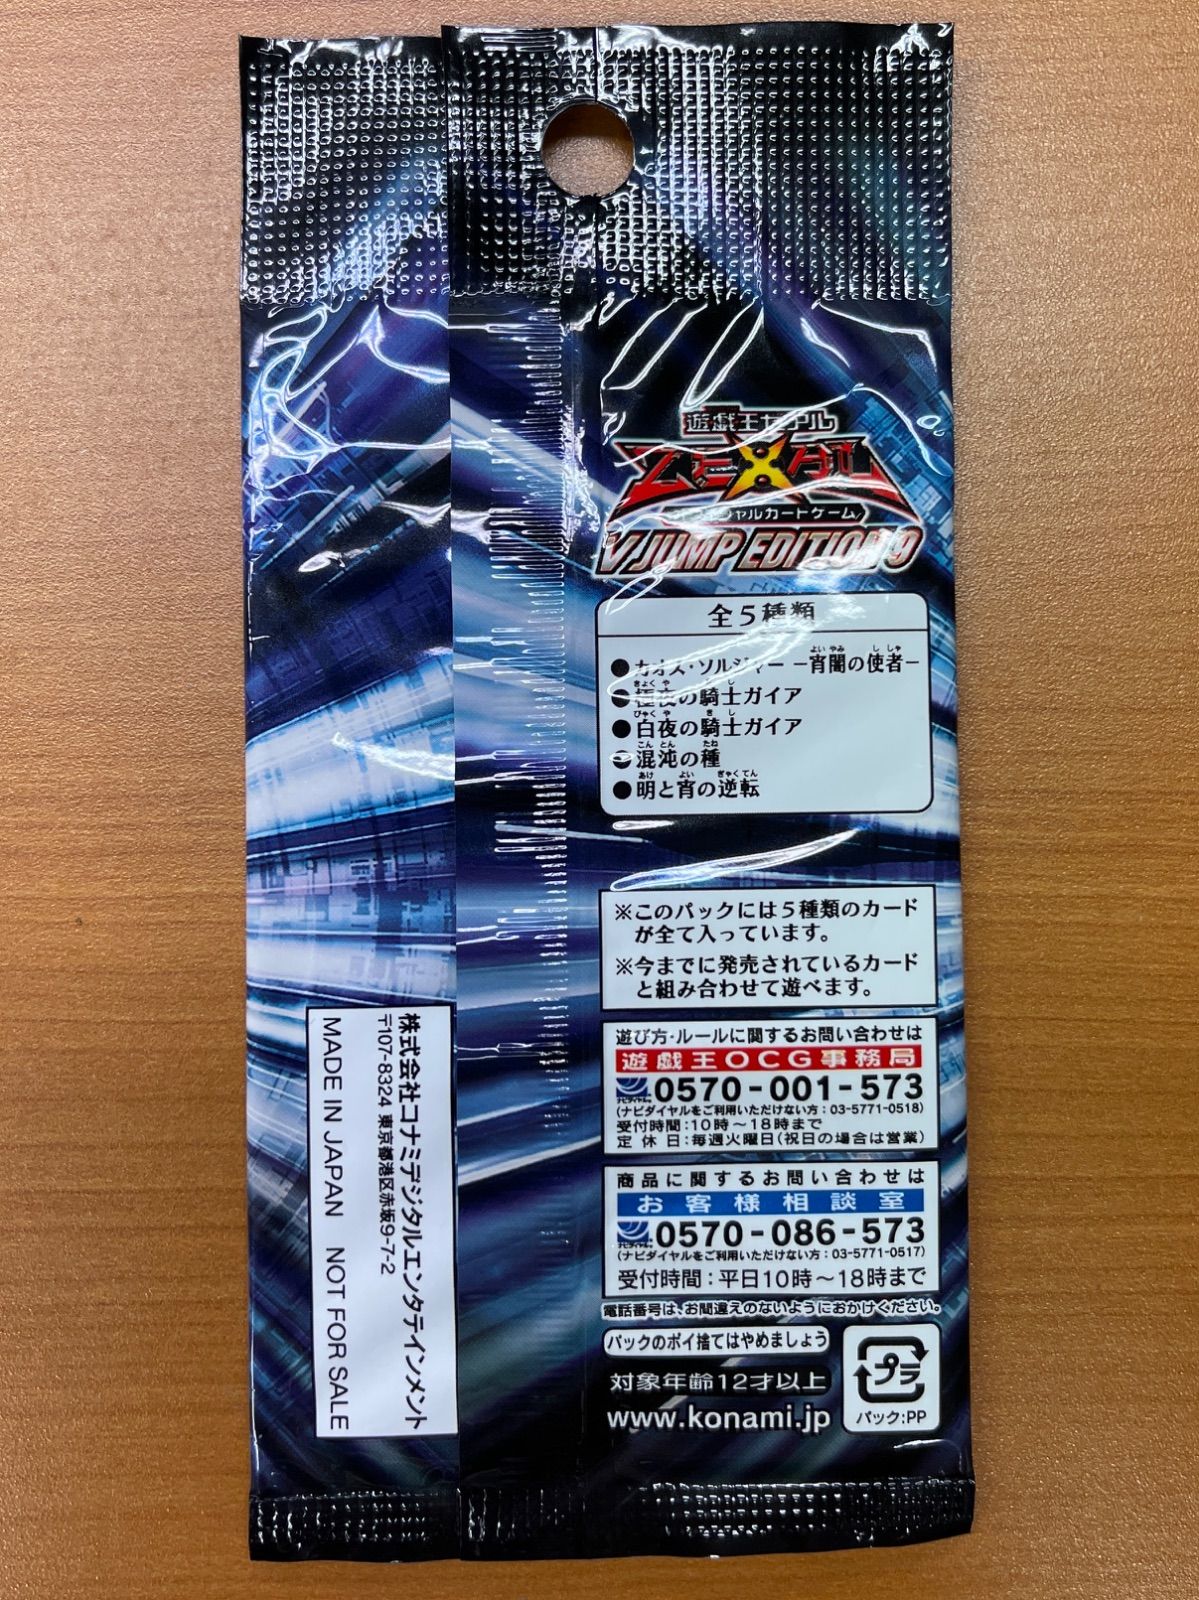 遊戯王ゼアル
ZEXAL
オフィシャルカードゲーム
V JUMP EDITION 9
全5種類
●カオス・ソルジャー －宵闇の使者－
●極夜の騎士ガイア
●白夜の騎士ガイア
●混沌の種
●明と宵の逆転
※このパックには5種類のカード
が全て入っています。
※今までに発売されているカード
と組み合わせて遊べます。
遊び方・ルールに関するお問い合わせは
遊戯王OCG事務局
ナビダイヤル 0570-001-573
(ナビダイヤルをご利用いただけない方：03-5771-0518)
受付時間：10時～18時まで
定休日：毎週火曜日(祝日の場合は営業)
商品に関するお問い合わせは
お客様相談室
ナビダイヤル 0570-086-573
(ナビダイヤルをご利用いただけない方：03-5771-0517)
受付時間：平日10時～18時まで
電話番号は、お間違えのないようにおかけください。
パックのポイ捨てはやめましょう
対象年齢12才以上
www.konami.jp
プラ
パック:PP
株式会社コナミデジタルエンタテインメント
〒107-8324 東京都港区赤坂9-7-2
MADE IN JAPAN NOT FOR SALE